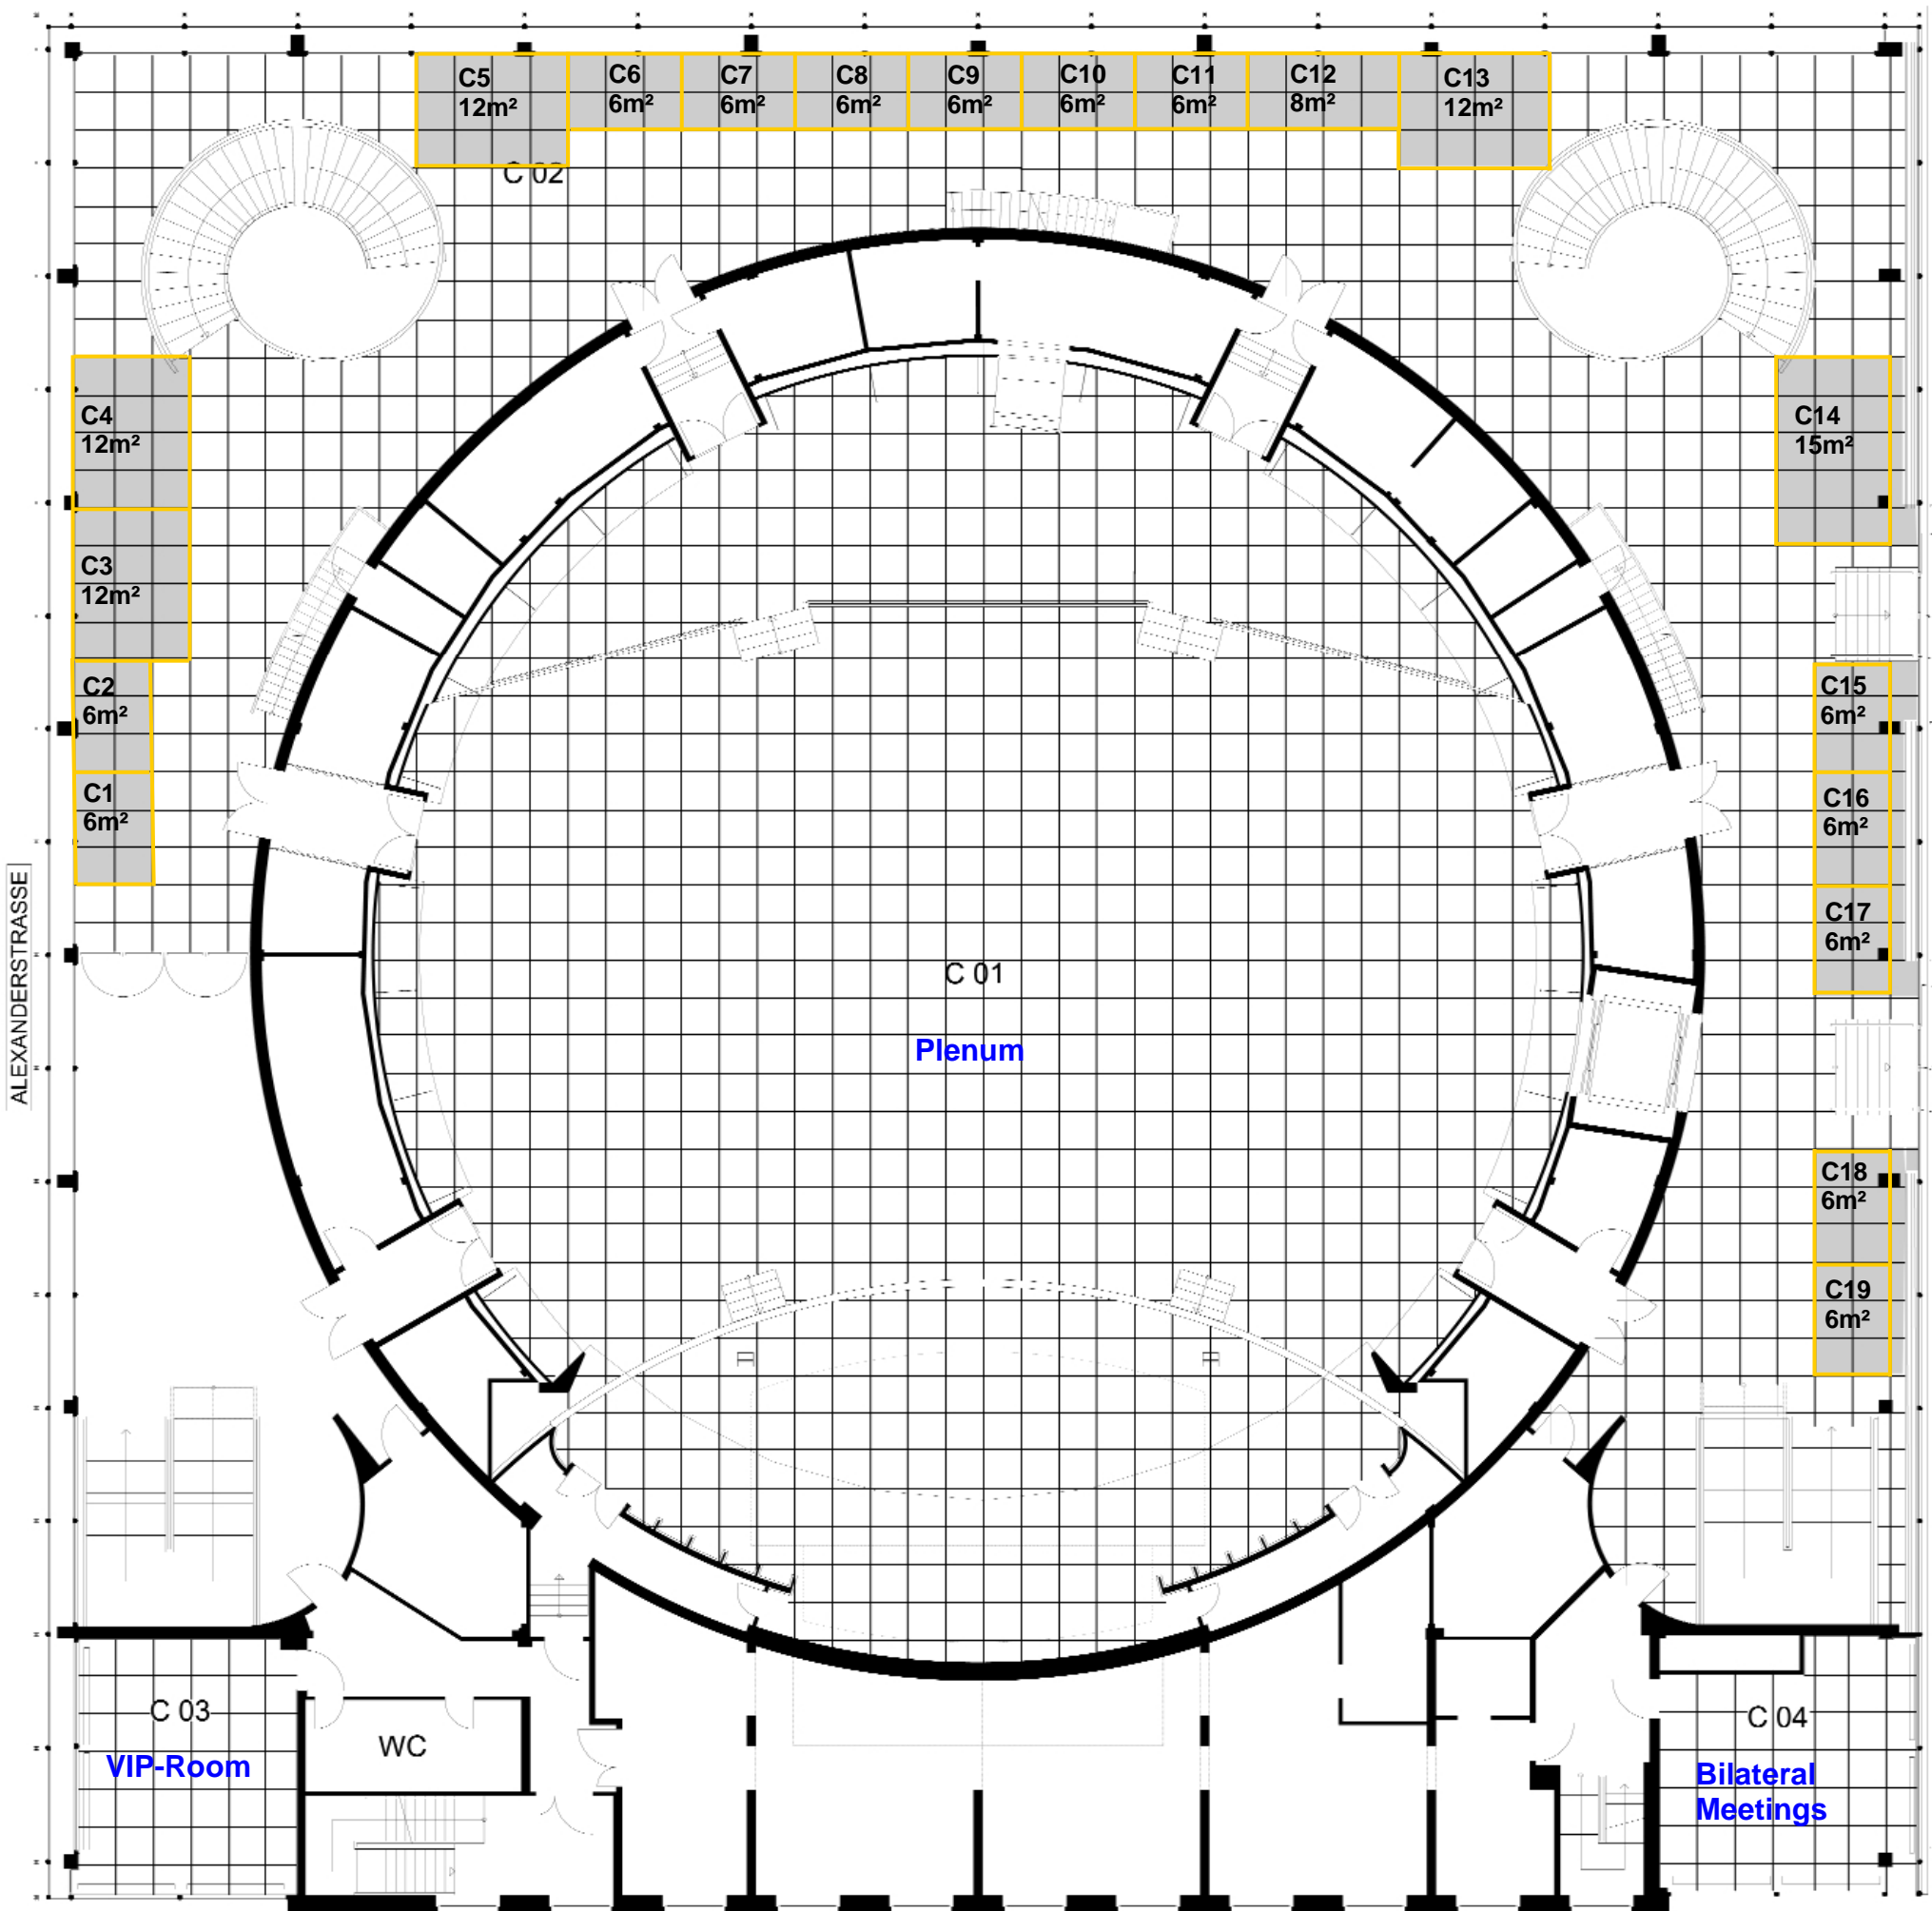 C5
12m²
C6
6m²
C7
6m²
C8
6m²
C9
6m²
C10
6m²
C11
6m²
C12
8m²
C13
12m²
C 02
C4
12m²
C14
15m²
C3
12m²
C2
6m²
C15
6m²
C1
6m²
C16
6m²
ALEXANDERSTRASSE
C17
6m²
C 01
Plenum
C18
6m²
C19
6m²
C 03
VIP-Room
WC
C 04
Bilateral
Meetings